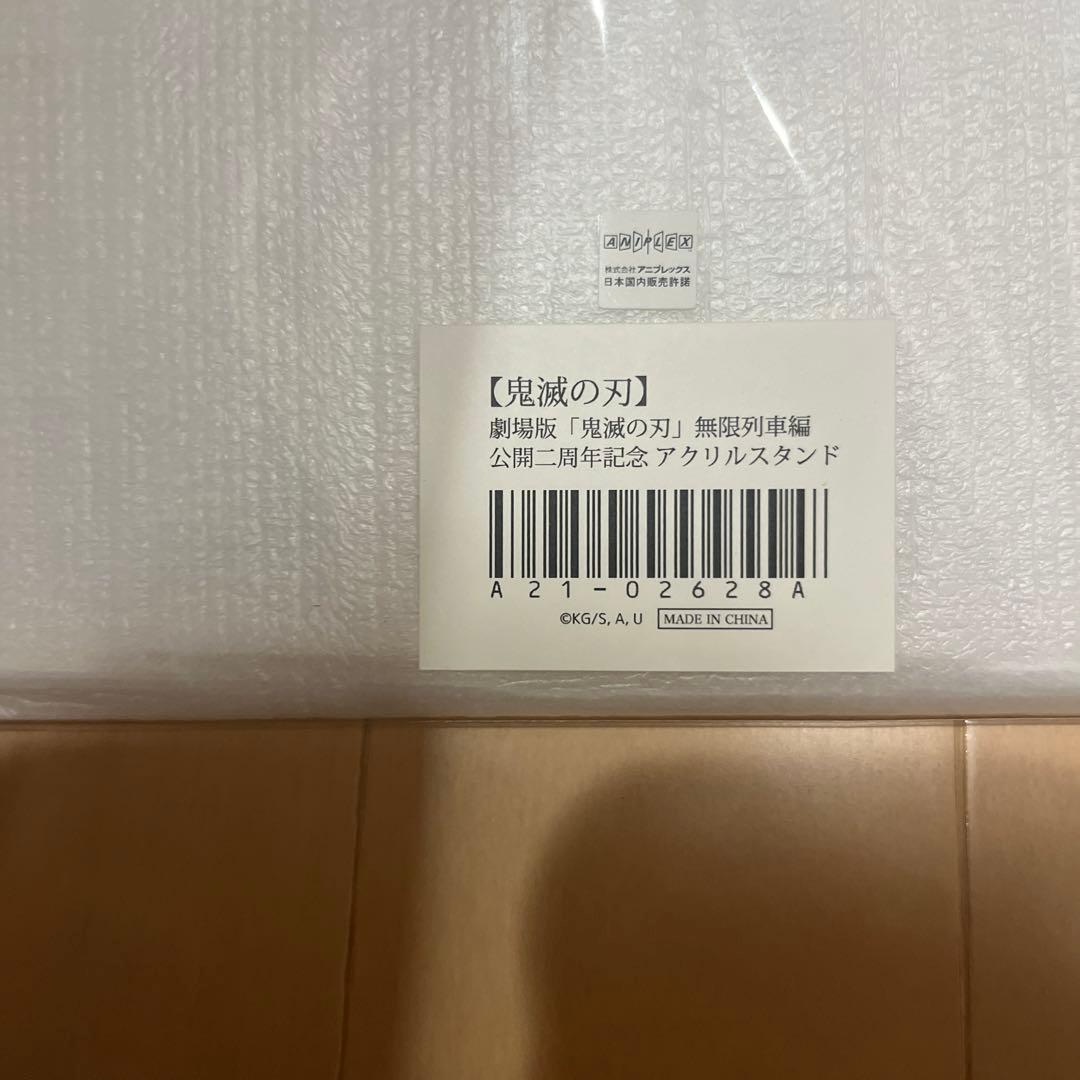 ANIPLEX
株式会社アニプレックス
日本国内販売許諾
【鬼滅の刃】
劇場版「鬼滅の刃」無限列車編
公開二周年記念 アクリルスタンド
A21-02628A
©KG/S, A, U MADE IN CHINA